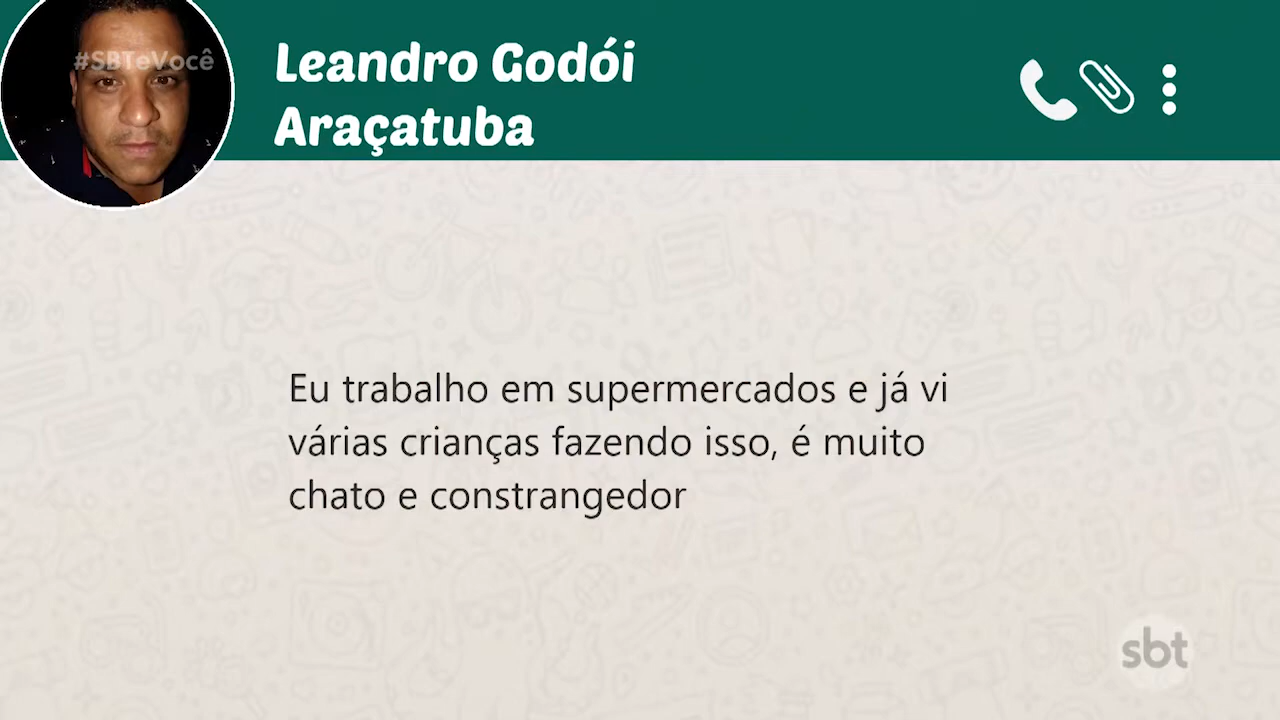 #SBTeVocê
Leandro Godói
Araçatuba
Eu trabalho em supermercados e já vi
várias crianças fazendo isso, é muito
chato e constrangedor
sbt